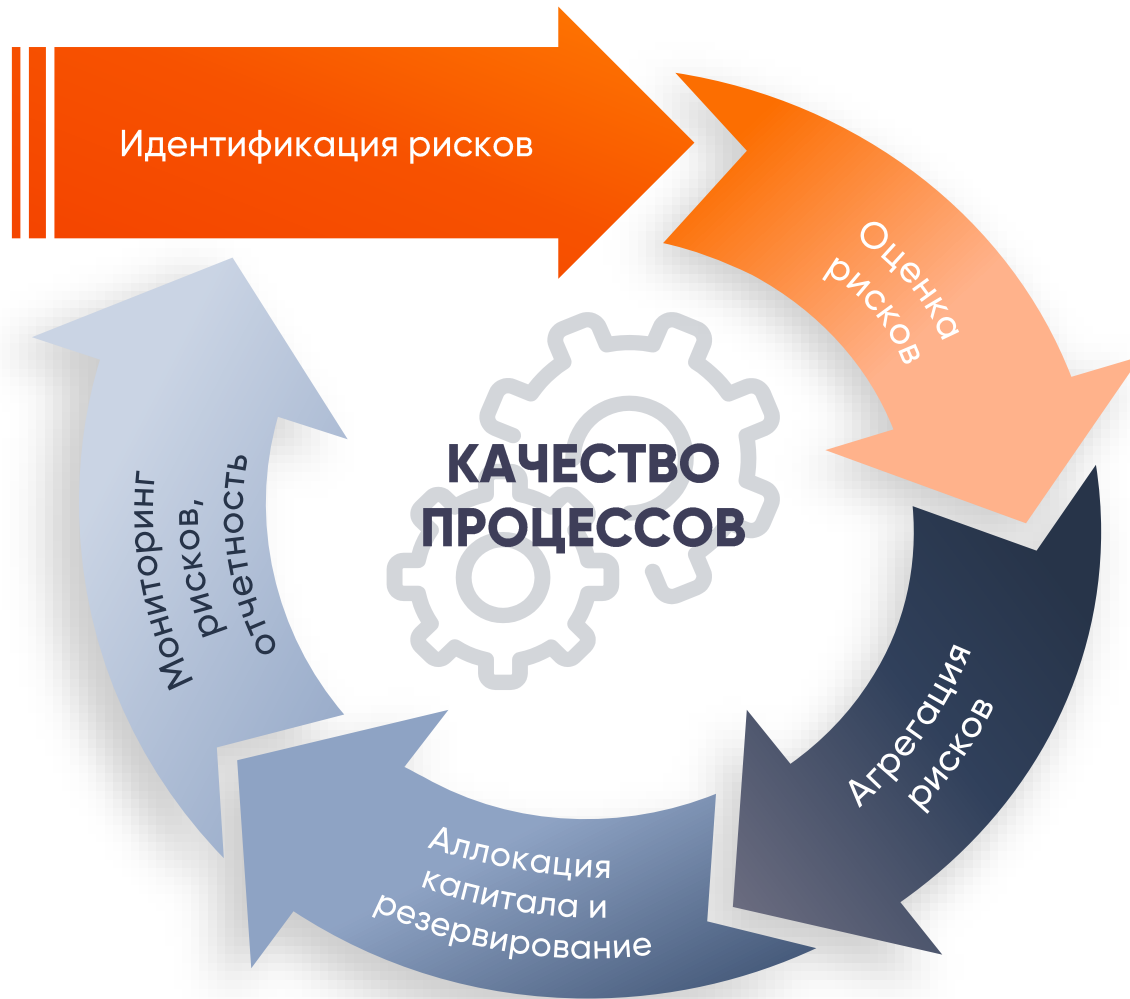 Идентификация рисков
Оценка
рисков
КАЧЕСТВО
ПРОЦЕССОВ
Агрегация
рисков
Аллокация
капитала и
резервирование
Мониторинг
рисков,
отчетность